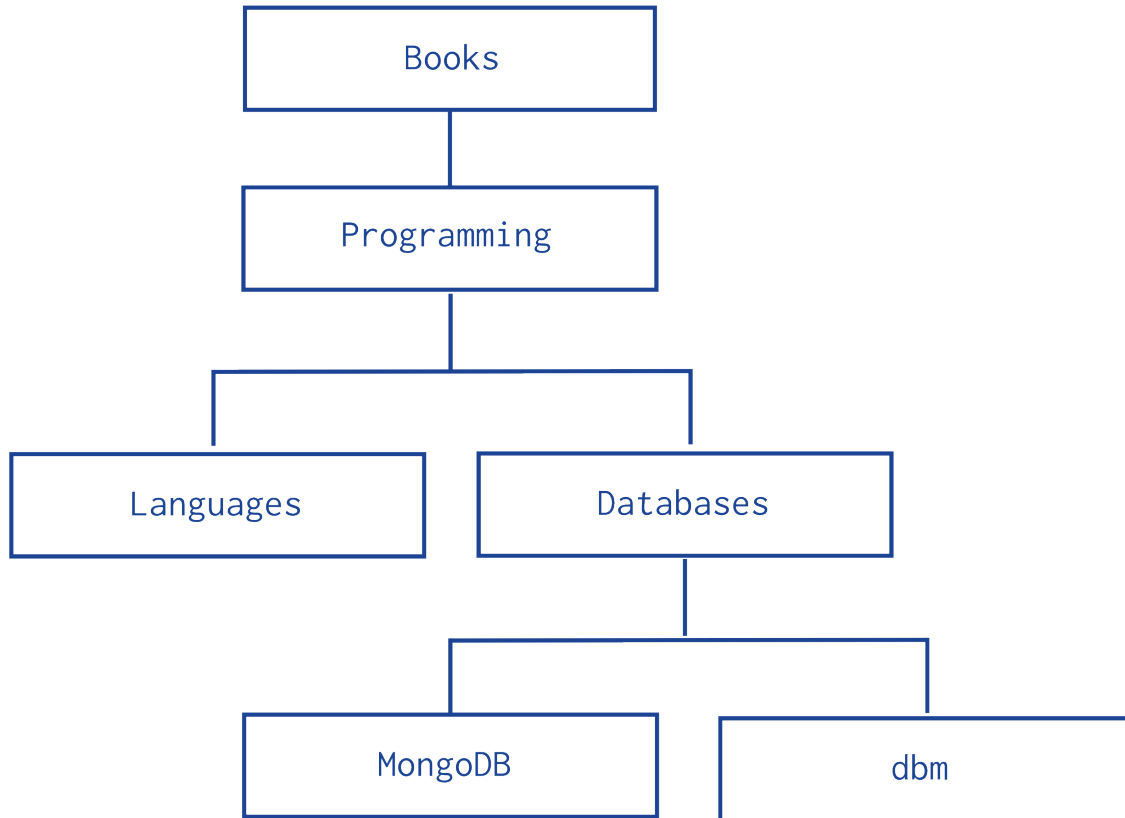 Books
Programming
Languages
Databases
MongoDB
dbm